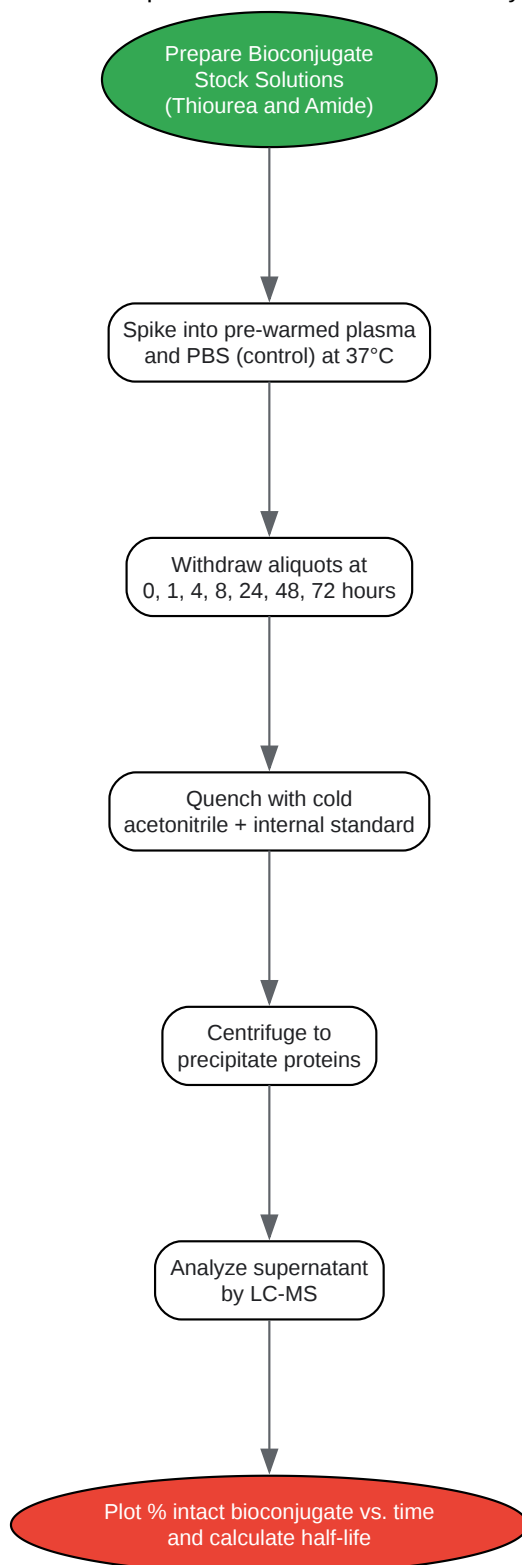 Prepare Bioconjugate
Stock Solutions
(Thiourea and Amide)
Spike into pre-warmed plasma
and PBS (control) at 37°C
Withdraw aliquots at
0, 1, 4, 8, 24, 48, 72 hours
Quench with cold
acetonitrile + internal standard
Centrifuge to
precipitate proteins
Analyze supernatant
by LC-MS
Plot % intact bioconjugate vs. time
and calculate half-life